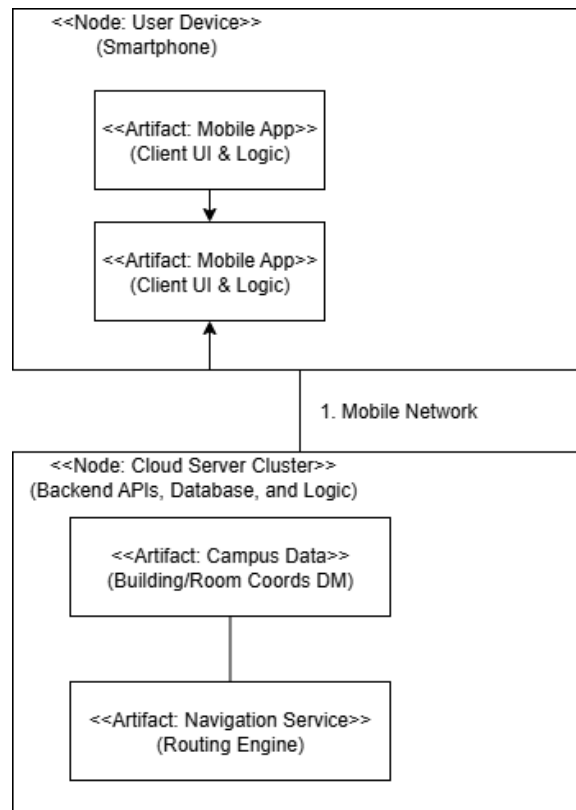 <<Node: User Device>>
(Smartphone)
<<Artifact: Mobile App>>
(Client UI & Logic)
<<Artifact: Mobile App>>
(Client UI & Logic)
1. Mobile Network
<<Node: Cloud Server Cluster>>
(Backend APIs, Database, and Logic)
<<Artifact: Campus Data>>
(Building/Room Coords DM)
<<Artifact: Navigation Service>>
(Routing Engine)